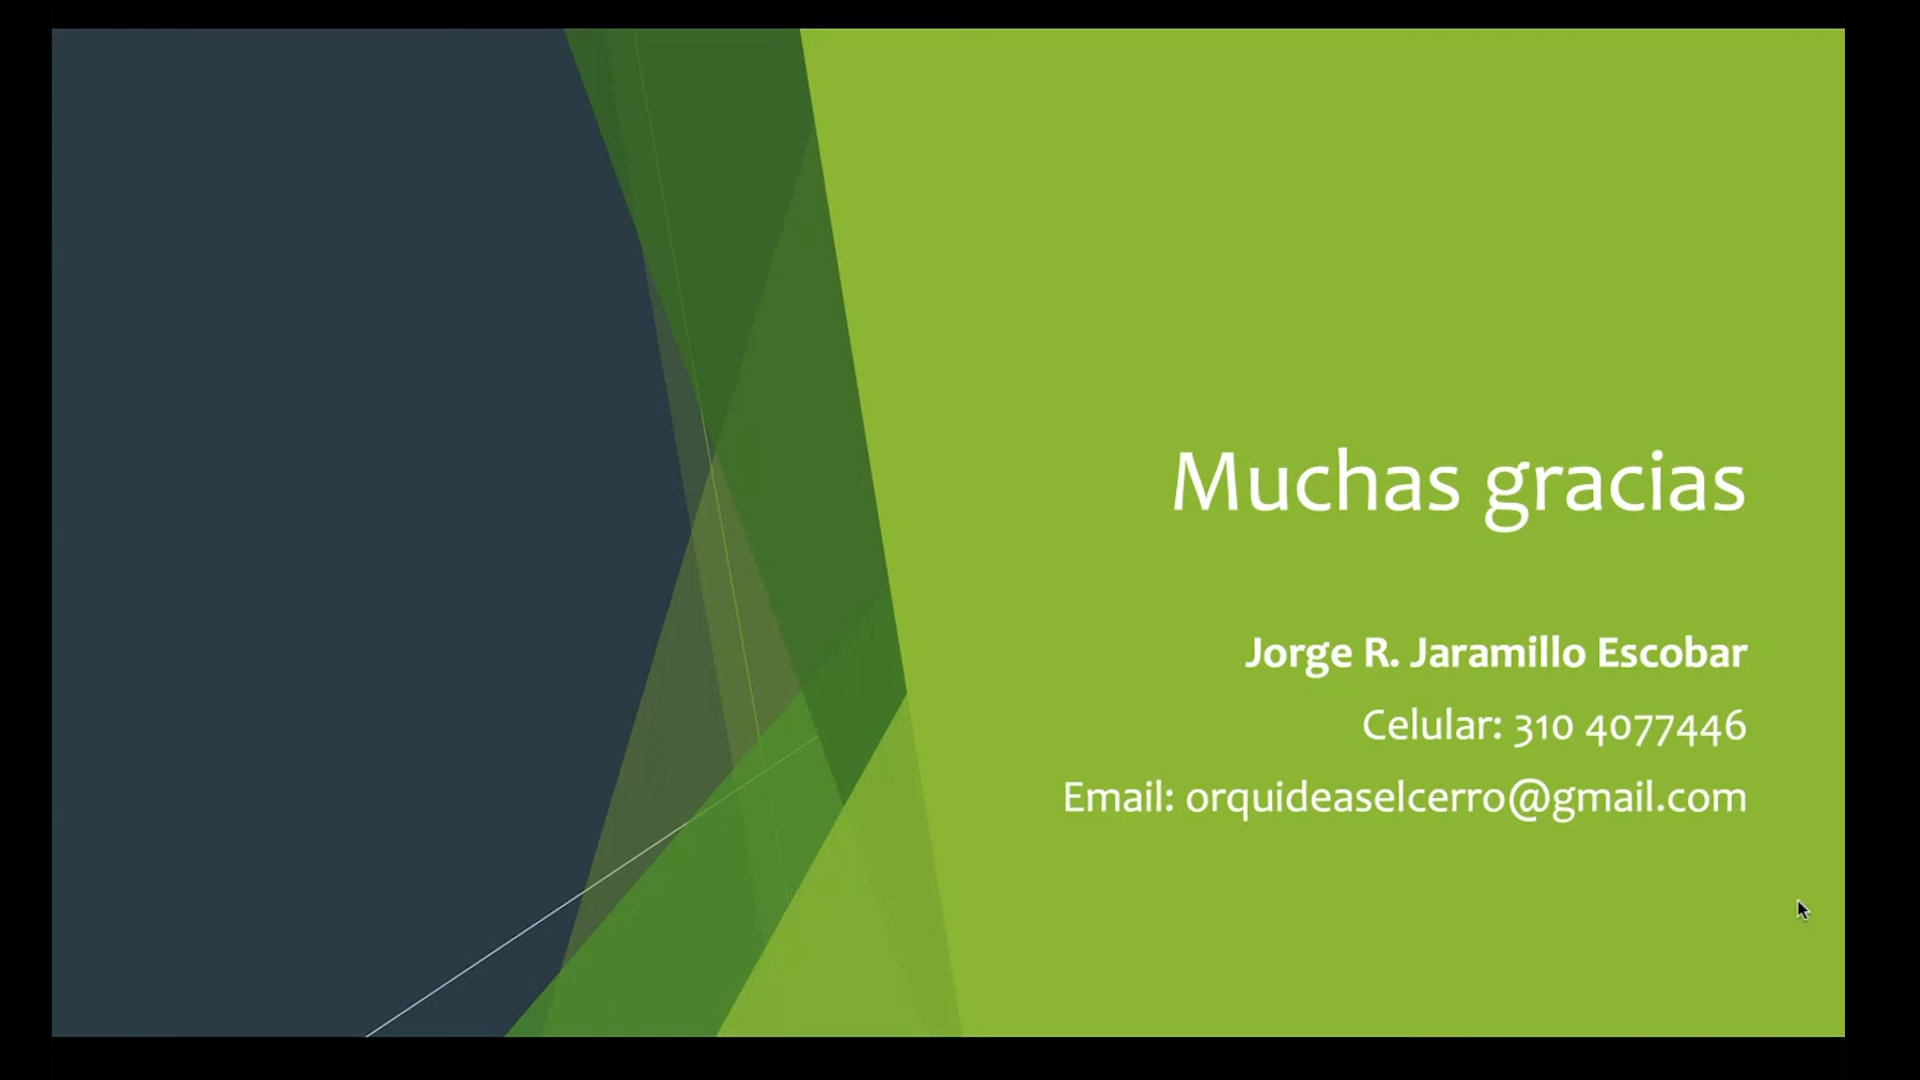 Muchas gracias
Jorge R. Jaramillo Escobar
Celular: 310 4077446
Email: orquideaselcerro@gmail.com